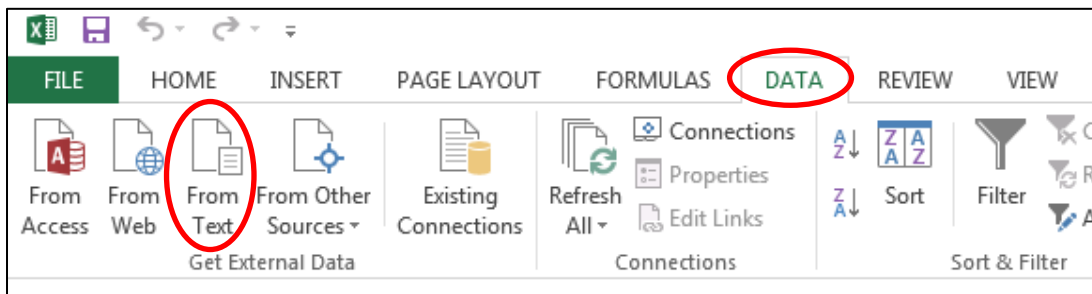 FILE HOME INSERT PAGE LAYOUT FORMULAS DATA REVIEW VIEW
From Access
From Web
From Text
From Other Sources
Existing Connections
Refresh All
Connections
Properties
Edit Links
Sort
Filter
Get External Data
Connections
Sort & Filter